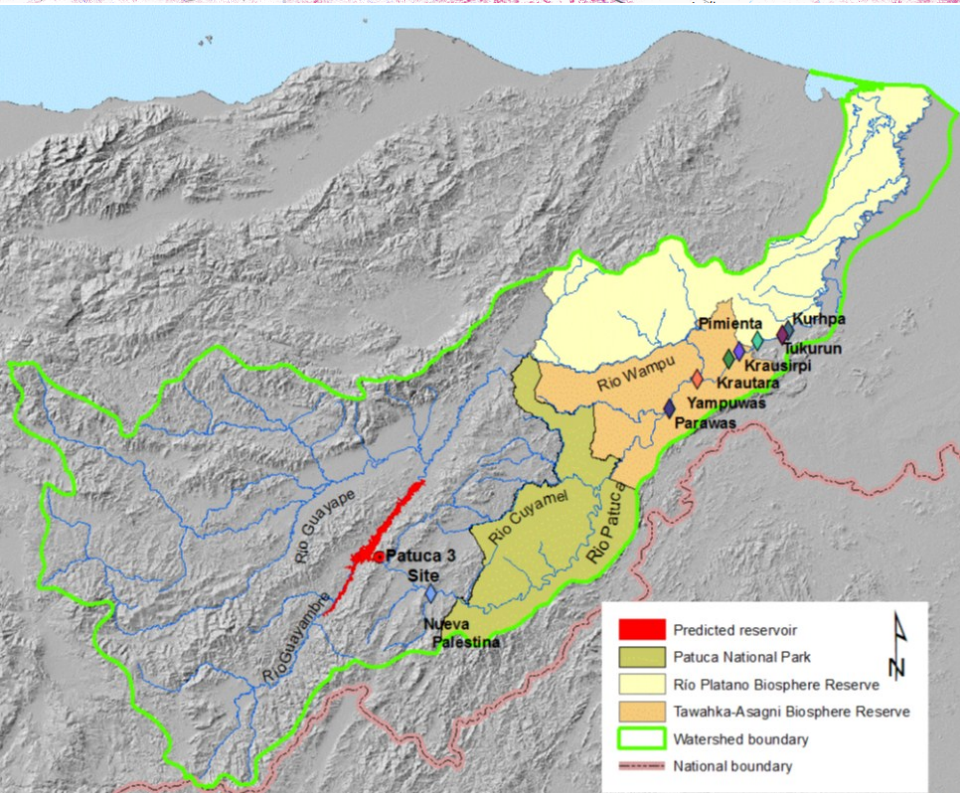 Pimienta
Kurhpa
Tukurun
Krausirpi
Krautara
Yampuwas
Parawas
Rio Wampu
Rio Cuyamel
Rio Patuca
Rio Guayape
Patuca 3
Site
Rio Guayambre
Nueva
Palestina
Predicted reservoir
Patuca National Park
Río Platano Biosphere Reserve
Tawahka-Asagni Biosphere Reserve
Watershed boundary
National boundary
N